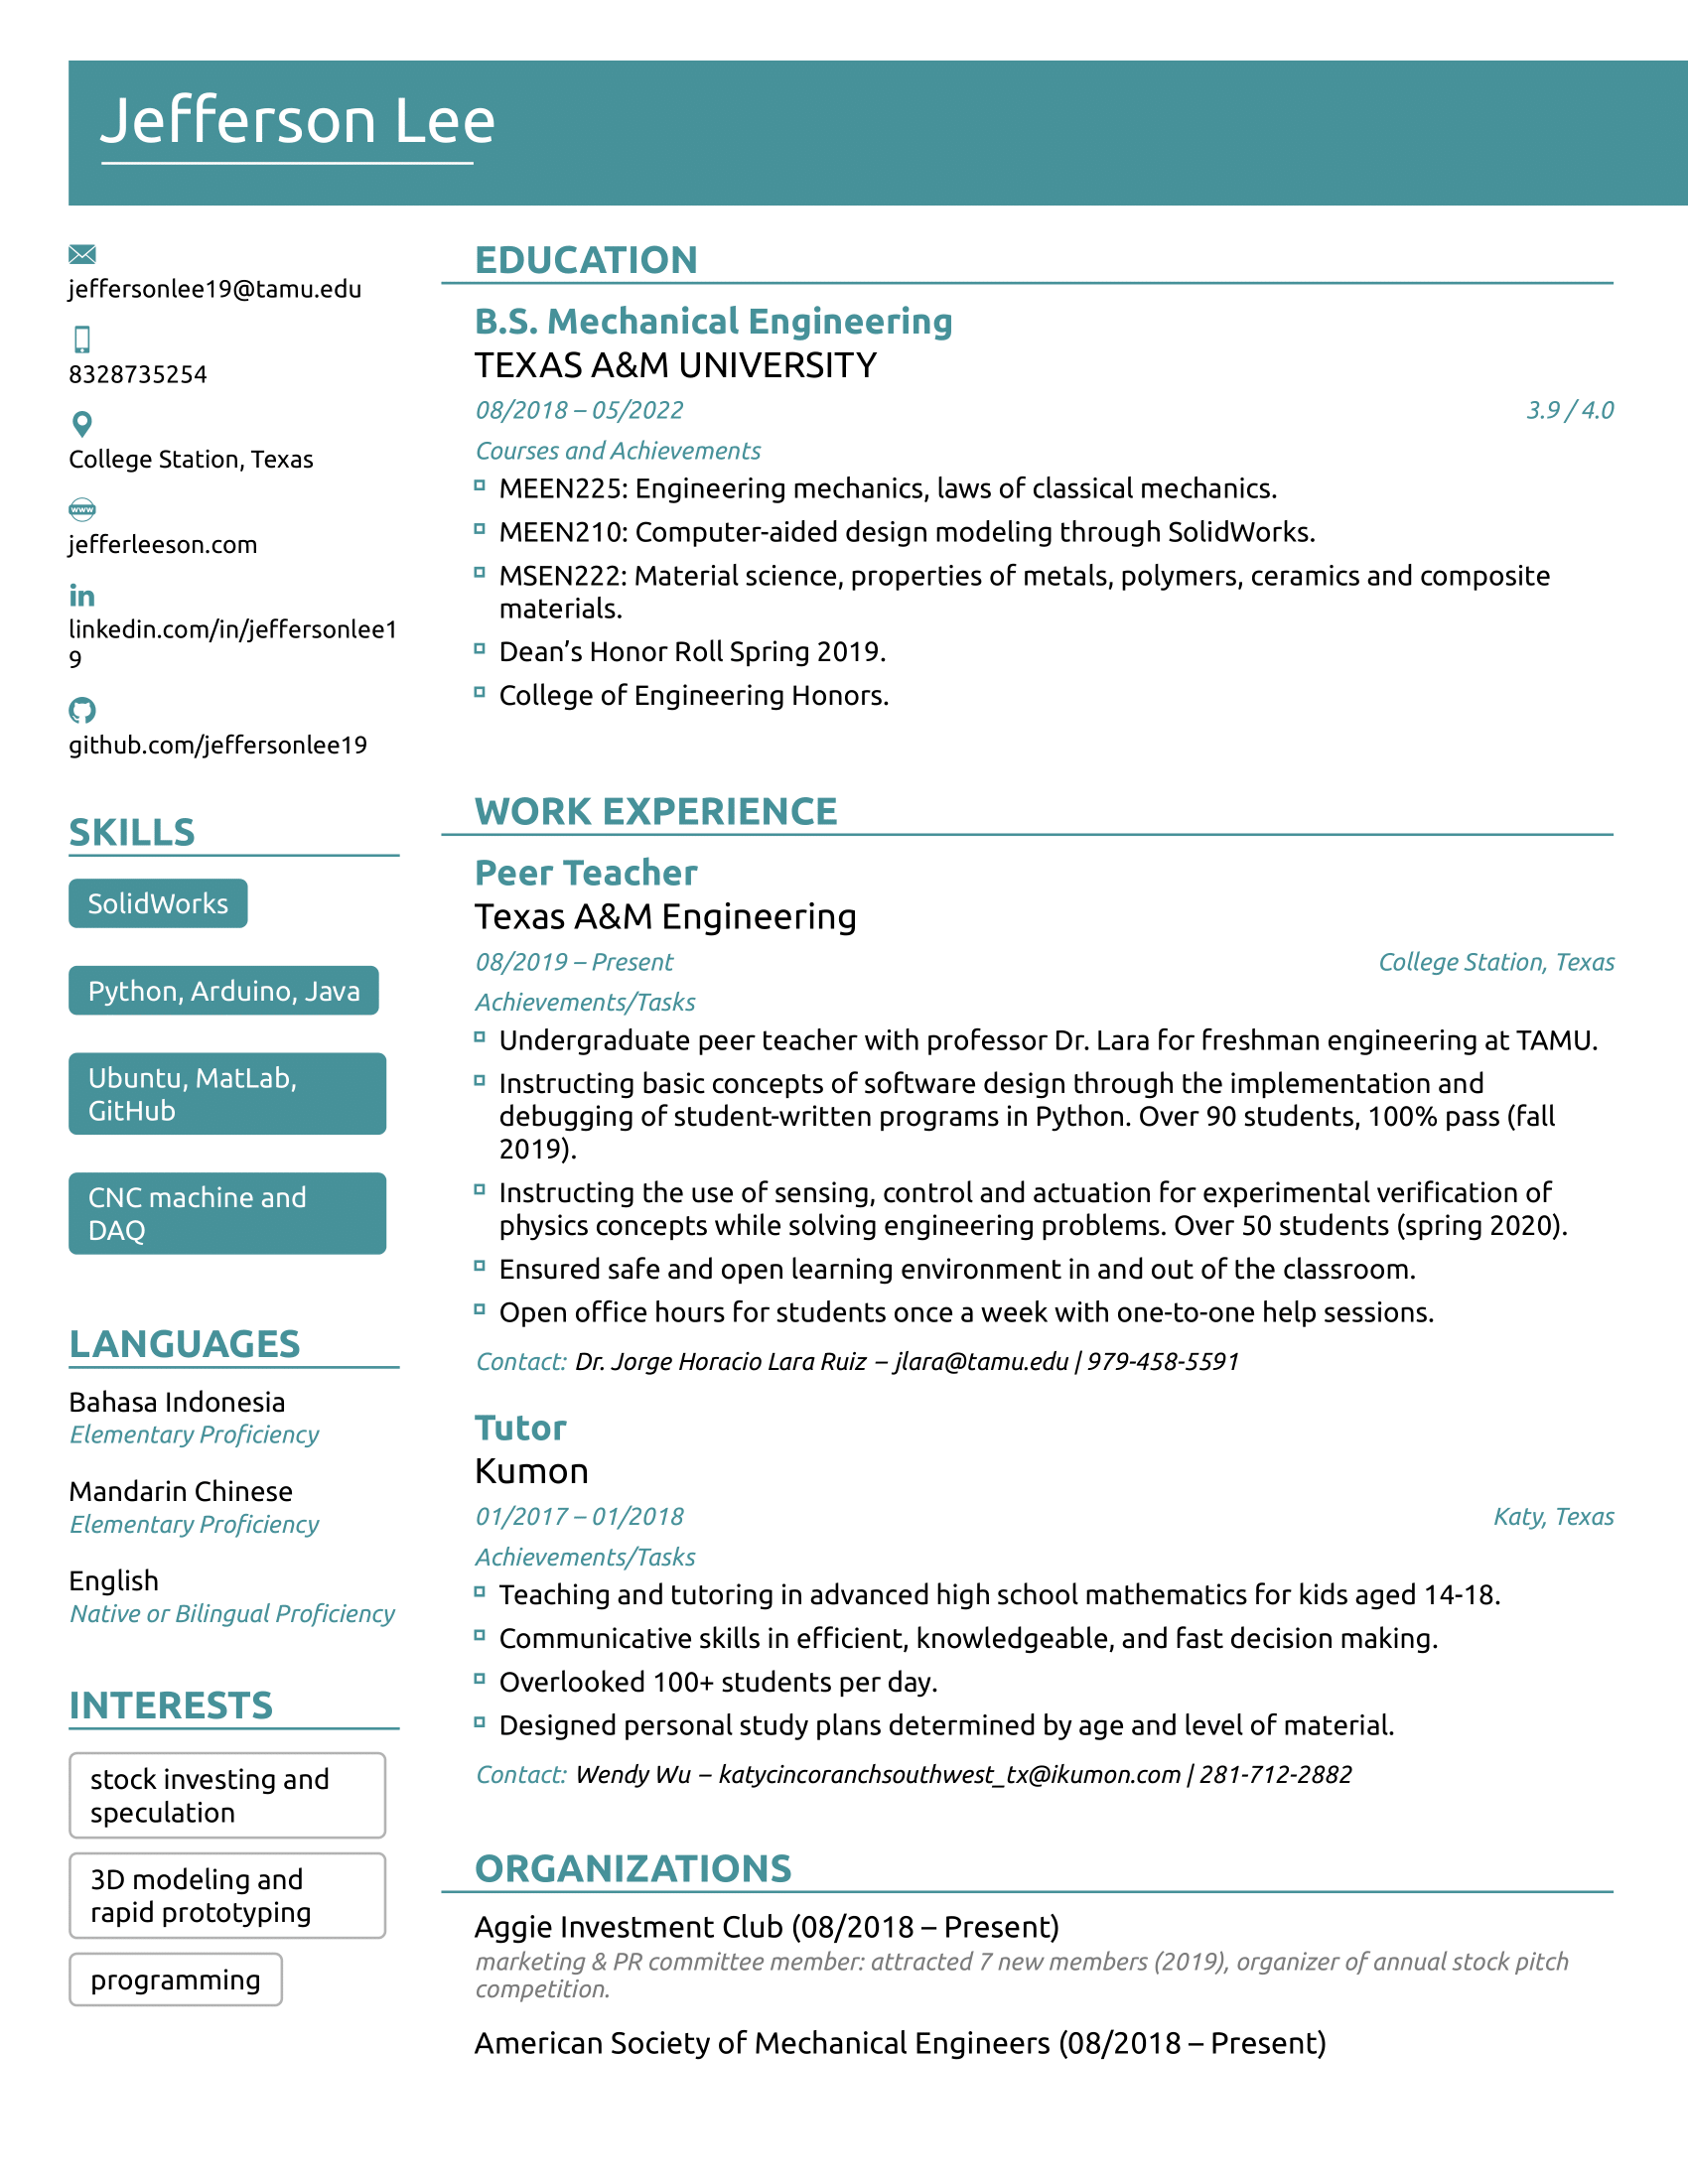 Jefferson Lee
jeffersonlee19@tamu.edu
8328735254
College Station, Texas
www
jefferleeson.com
in
linkedin.com/in/jeffersonlee1
9
github.com/jeffersonlee19
SKILLS
SolidWorks
Python, Arduino, Java
Ubuntu, MatLab,
GitHub
CNC machine and
DAQ
LANGUAGES
Bahasa Indonesia
Elementary Proficiency
Mandarin Chinese
Elementary Proficiency
English
Native or Bilingual Proficiency
INTERESTS
stock investing and
speculation
3D modeling and
rapid prototyping
programming
EDUCATION
B.S. Mechanical Engineering
TEXAS A&M UNIVERSITY
08/2018 – 05/2022 3.9 / 4.0
Courses and Achievements
MEEN225: Engineering mechanics, laws of classical mechanics.
MEEN210: Computer-aided design modeling through SolidWorks.
MSEN222: Material science, properties of metals, polymers, ceramics and composite
materials.
Dean’s Honor Roll Spring 2019.
College of Engineering Honors.
WORK EXPERIENCE
Peer Teacher
Texas A&M Engineering
08/2019 – Present College Station, Texas
Achievements/Tasks
Undergraduate peer teacher with professor Dr. Lara for freshman engineering at TAMU.
Instructing basic concepts of software design through the implementation and
debugging of student-written programs in Python. Over 90 students, 100% pass (fall
2019).
Instructing the use of sensing, control and actuation for experimental verification of
physics concepts while solving engineering problems. Over 50 students (spring 2020).
Ensured safe and open learning environment in and out of the classroom.
Open office hours for students once a week with one-to-one help sessions.
Contact: Dr. Jorge Horacio Lara Ruiz – jlara@tamu.edu | 979-458-5591
Tutor
Kumon
01/2017 – 01/2018 Katy, Texas
Achievements/Tasks
Teaching and tutoring in advanced high school mathematics for kids aged 14-18.
Communicative skills in efficient, knowledgeable, and fast decision making.
Overlooked 100+ students per day.
Designed personal study plans determined by age and level of material.
Contact: Wendy Wu – katycincoranchsouthwest_tx@ikumon.com | 281-712-2882
ORGANIZATIONS
Aggie Investment Club (08/2018 – Present)
marketing & PR committee member: attracted 7 new members (2019), organizer of annual stock pitch
competition.
American Society of Mechanical Engineers (08/2018 – Present)